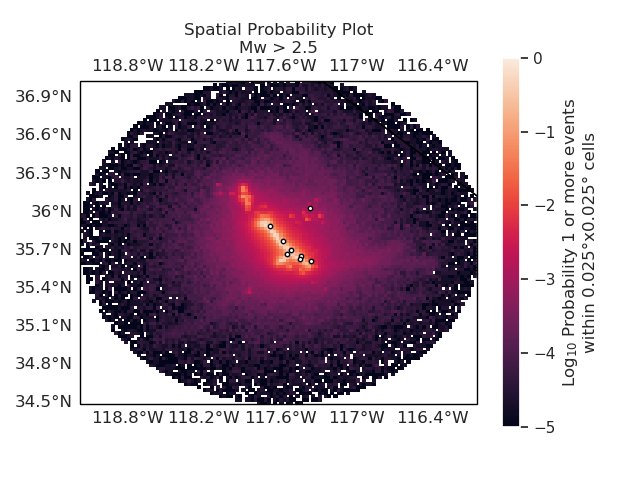 Spatial Probability Plot
Mw > 2.5
118.8°W 118.2°W 117.6°W 117°W 116.4°W
36.9°N
36.6°N
36.3°N
36°N
35.7°N
35.4°N
35.1°N
34.8°N
34.5°N
118.8°W 118.2°W 117.6°W 117°W 116.4°W
0
−1
−2
−3
−4
−5
Log₁₀ Probability 1 or more events
within 0.025°x0.025° cells